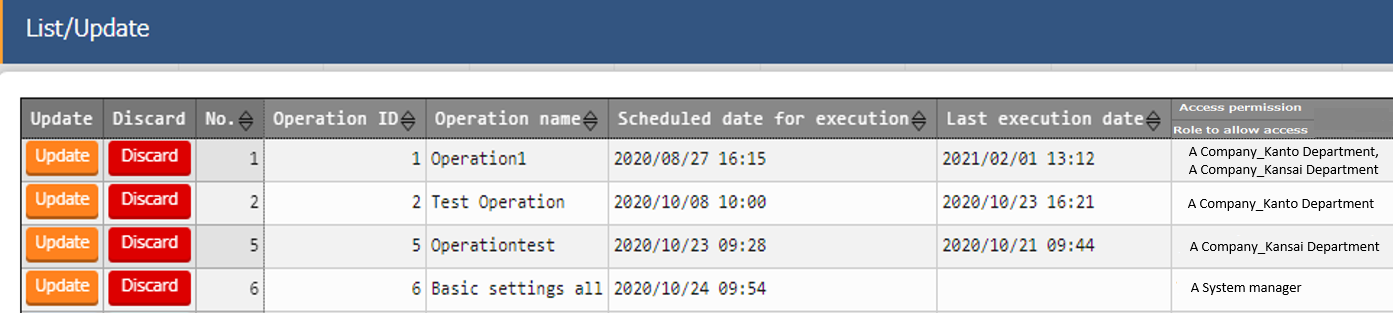 List/Update
Update Discard No. Operation ID Operation name Scheduled date for execution Last execution date Access permission
Role to allow access
Update Discard 1 1 Operation1 2020/08/27 16:15 2021/02/01 13:12 A Company_Kanto Department,
A Company_Kansai Department
Update Discard 2 2 Test Operation 2020/10/08 10:00 2020/10/23 16:21 A Company_Kanto Department
Update Discard 5 5 Operationtest 2020/10/23 09:28 2020/10/21 09:44 A Company_Kansai Department
Update Discard 6 6 Basic settings all 2020/10/24 09:54 A System manager